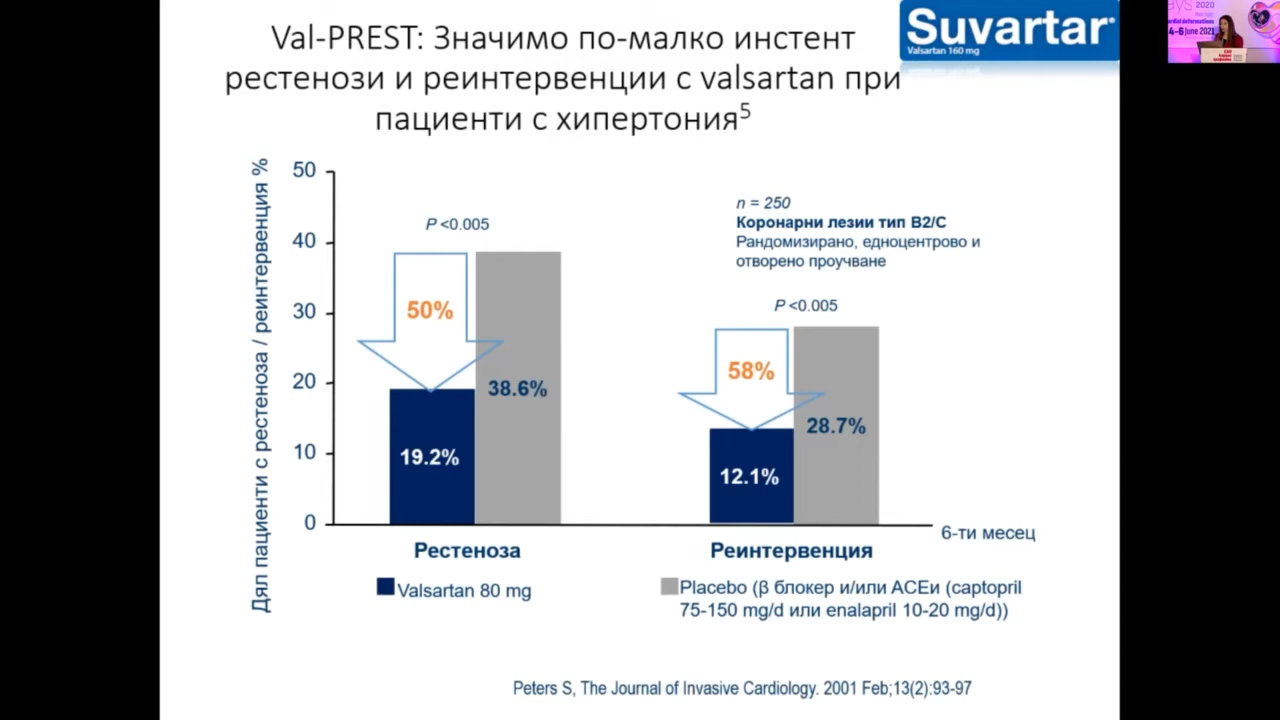 Val-PREST: Значимо по-малко инстент
рестенози и реинтервенции с valsartan при
пациенти с хипертония5
Suvartar®
Valsartan 160 mg
ays 2020
rdial deformations
4-6 June 2021
Дял пациенти с рестеноза / реинтервенция %
50
40
30
20
10
0
P <0.005
50%
38.6%
19.2%
n = 250
Коронарни лезии тип B2/C
Рандомизирано, едноцентрово и
отворено проучване
P <0.005
58%
28.7%
12.1%
6-ти месец
Рестеноза
Реинтервенция
Valsartan 80 mg
Placebo (β блокер и/или ACEи (captopril
75-150 mg/d или enalapril 10-20 mg/d))
Peters S, The Journal of Invasive Cardiology. 2001 Feb;13(2):93-97